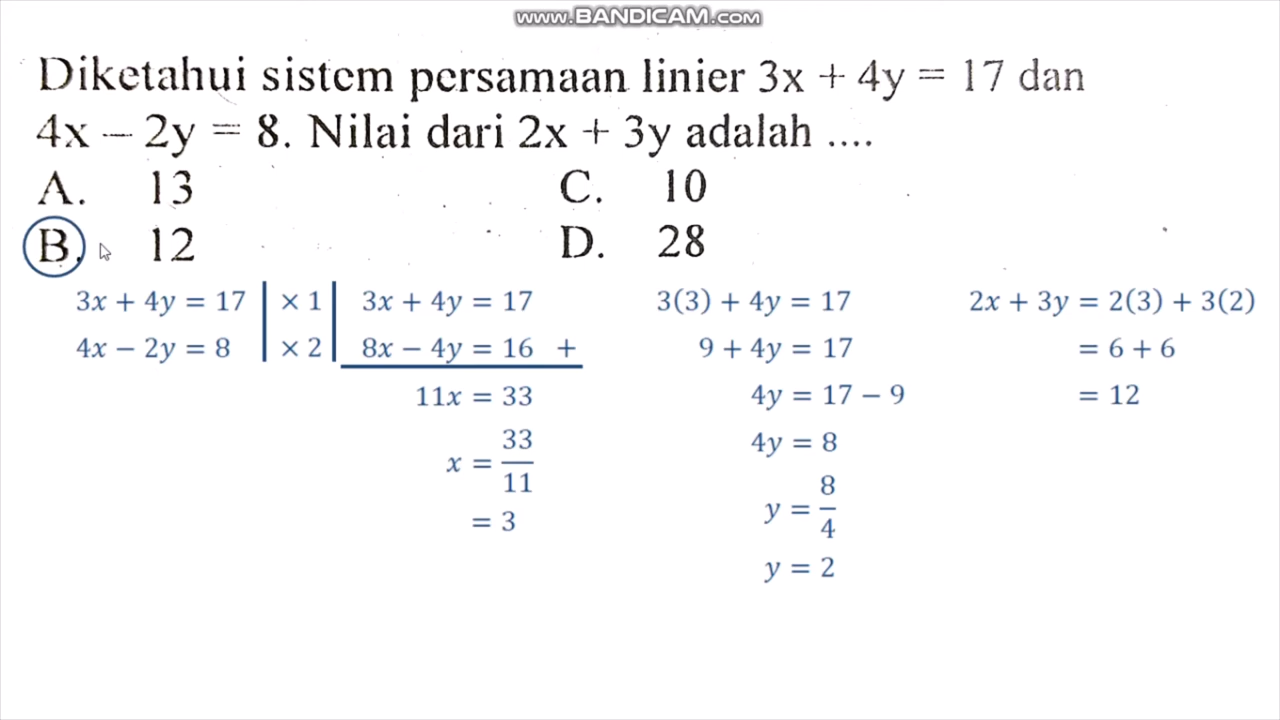 www.BANDICAM.com
Diketahui sistem persamaan linier 3x + 4y = 17 dan
4x − 2y = 8. Nilai dari 2x + 3y adalah ....
A. 13 C. 10
B. 12 D. 28
3x + 4y = 17 × 1 3x + 4y = 17
4x − 2y = 8 × 2 8x − 4y = 16 +
11x = 33
x = 33/11
= 3
3(3) + 4y = 17
9 + 4y = 17
4y = 17 − 9
4y = 8
y = 8/4
y = 2
2x + 3y = 2(3) + 3(2)
= 6 + 6
= 12